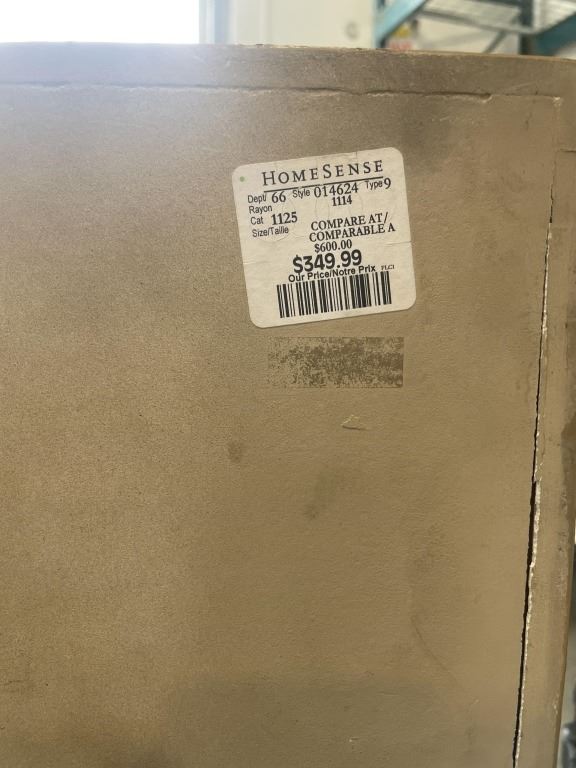 HOMESENSE
Dept/ 66 Style 014624 Type 9
Rayon 1114
Cat 1125 COMPARE AT/
Size/Taille COMPARABLE A
$600.00
$349.99
Our Price/Notre Prix PLC1